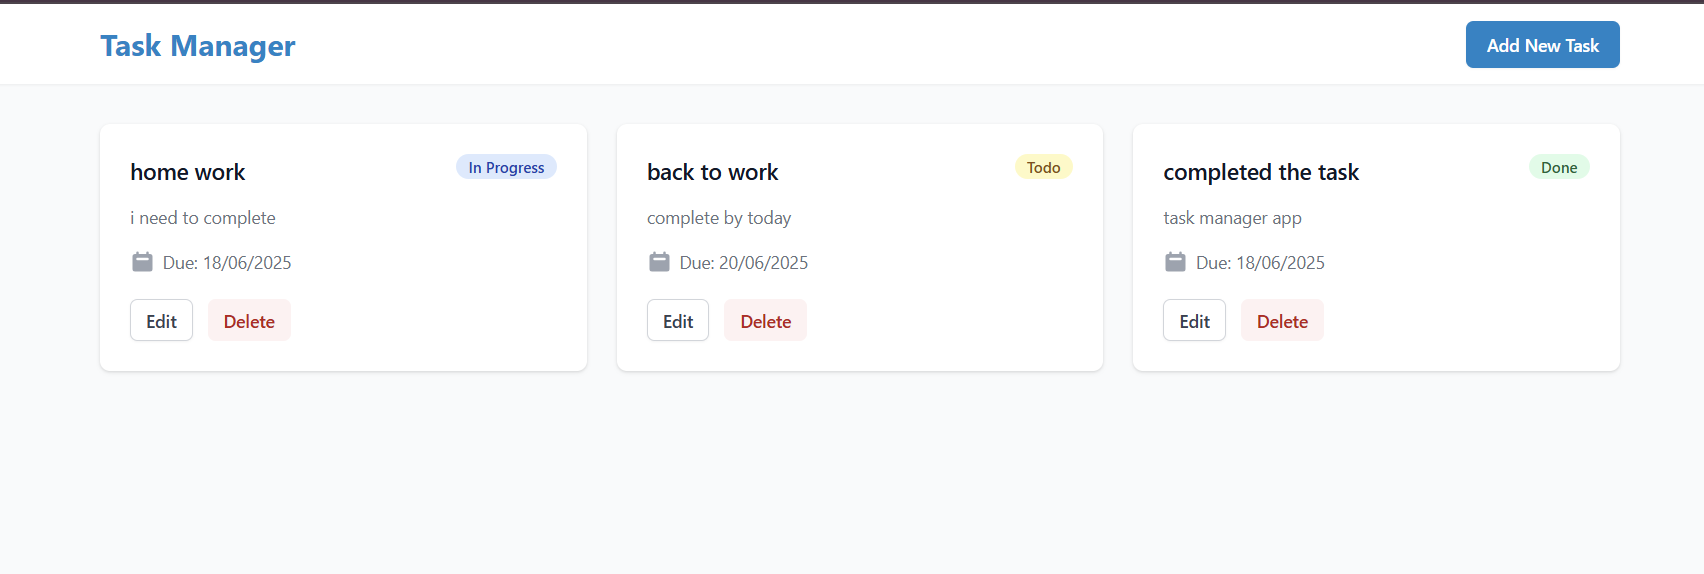 Task Manager
Add New Task
home work
In Progress
i need to complete
Due: 18/06/2025
Edit
Delete
back to work
Todo
complete by today
Due: 20/06/2025
Edit
Delete
completed the task
Done
task manager app
Due: 18/06/2025
Edit
Delete